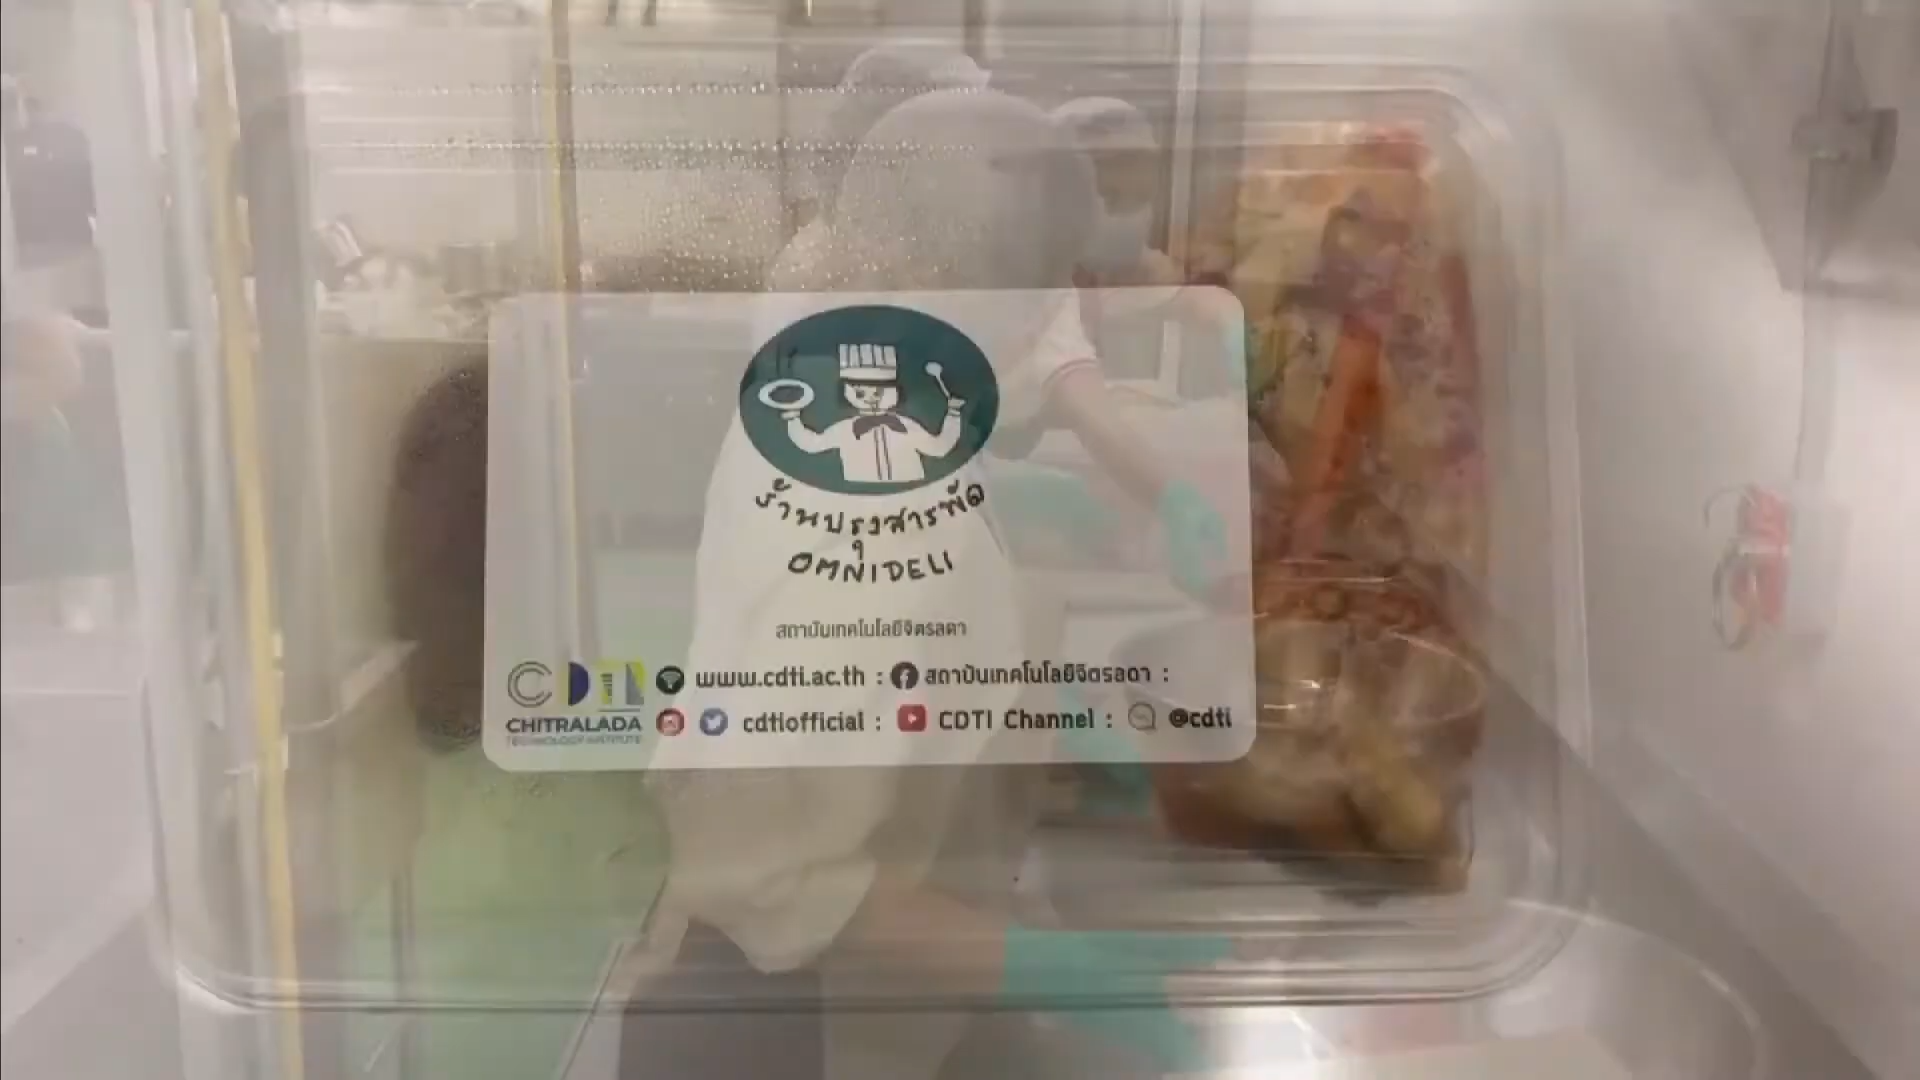 ร้านปรุงสารพัด
OMNIDELI
สถาบันเทคโนโลยีจิตรลดา
CDTI
www.cdti.ac.th : สถาบันเทคโนโลยีจิตรลดา :
CHITRALADA
TECHNOLOGY INSTITUTE
cdtiofficial : CDTI Channel : @cdti